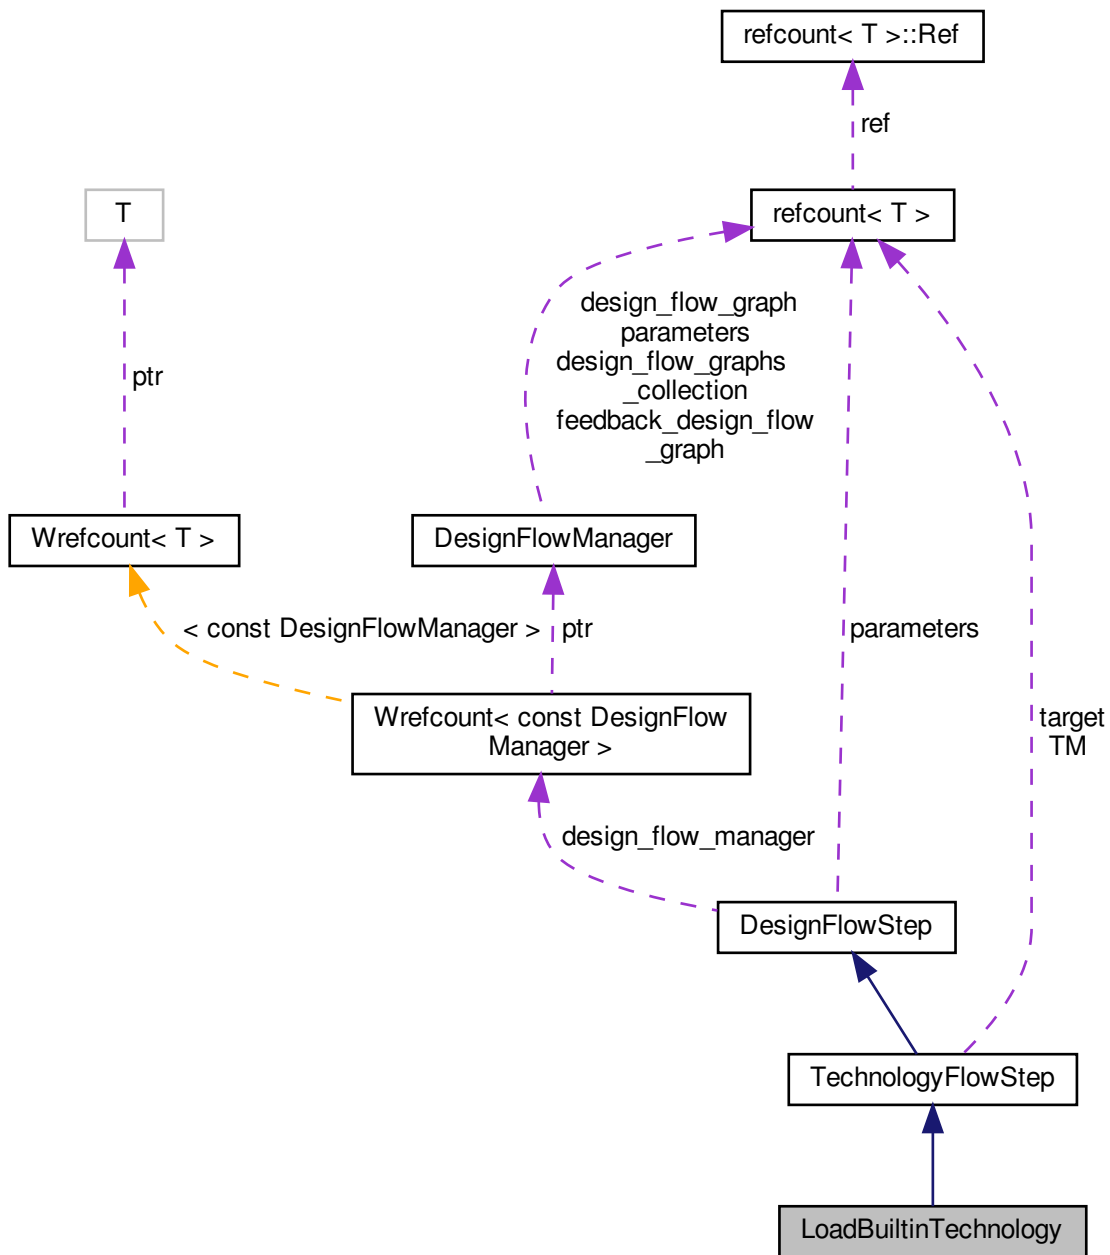 refcount< T >::Ref
ref
T
refcount< T >
design_flow_graph
parameters
design_flow_graphs
_collection
feedback_design_flow
_graph
ptr
Wrefcount< T >
DesignFlowManager
< const DesignFlowManager >
ptr
parameters
Wrefcount< const DesignFlow
Manager >
target
TM
design_flow_manager
DesignFlowStep
TechnologyFlowStep
LoadBuiltinTechnology